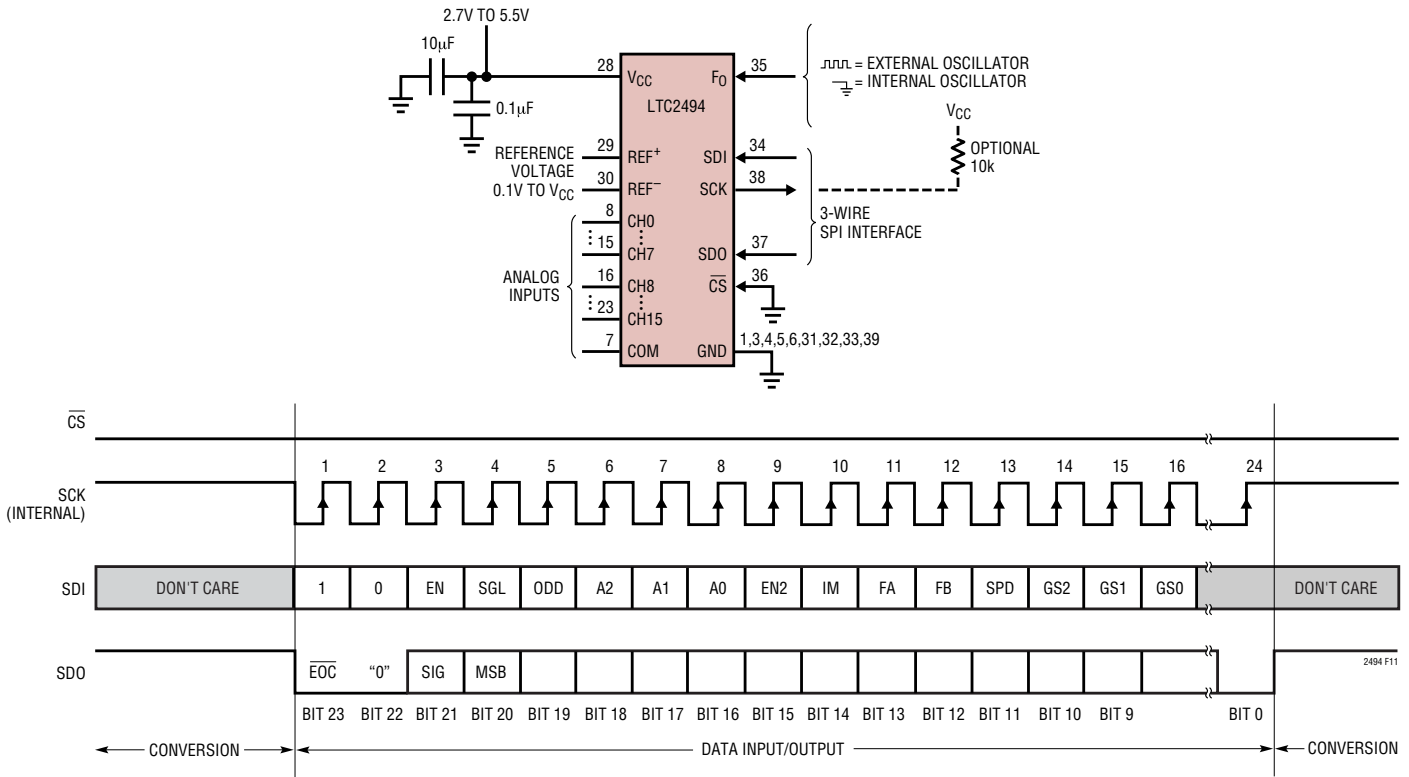 2.7V TO 5.5V
10µF
0.1µF
28
VCC
FO
35
LTC2494
= EXTERNAL OSCILLATOR
= INTERNAL OSCILLATOR
VCC
OPTIONAL
10k
REFERENCE
VOLTAGE
0.1V TO VCC
29
REF+
30
REF–
SDI
34
SCK
38
3-WIRE
SPI INTERFACE
ANALOG
INPUTS
8
CH0
15
CH7
16
CH8
23
CH15
7
COM
SDO
37
CS
36
GND
1,3,4,5,6,31,32,33,39
CS
SCK
(INTERNAL)
1 2 3 4 5 6 7 8 9 10 11 12 13 14 15 16 24
SDI
DON'T CARE 1 0 EN SGL ODD A2 A1 A0 EN2 IM FA FB SPD GS2 GS1 GS0 DON'T CARE
SDO
EOC "0" SIG MSB
2494 F11
BIT 23 BIT 22 BIT 21 BIT 20 BIT 19 BIT 18 BIT 17 BIT 16 BIT 15 BIT 14 BIT 13 BIT 12 BIT 11 BIT 10 BIT 9 BIT 0
CONVERSION DATA INPUT/OUTPUT CONVERSION